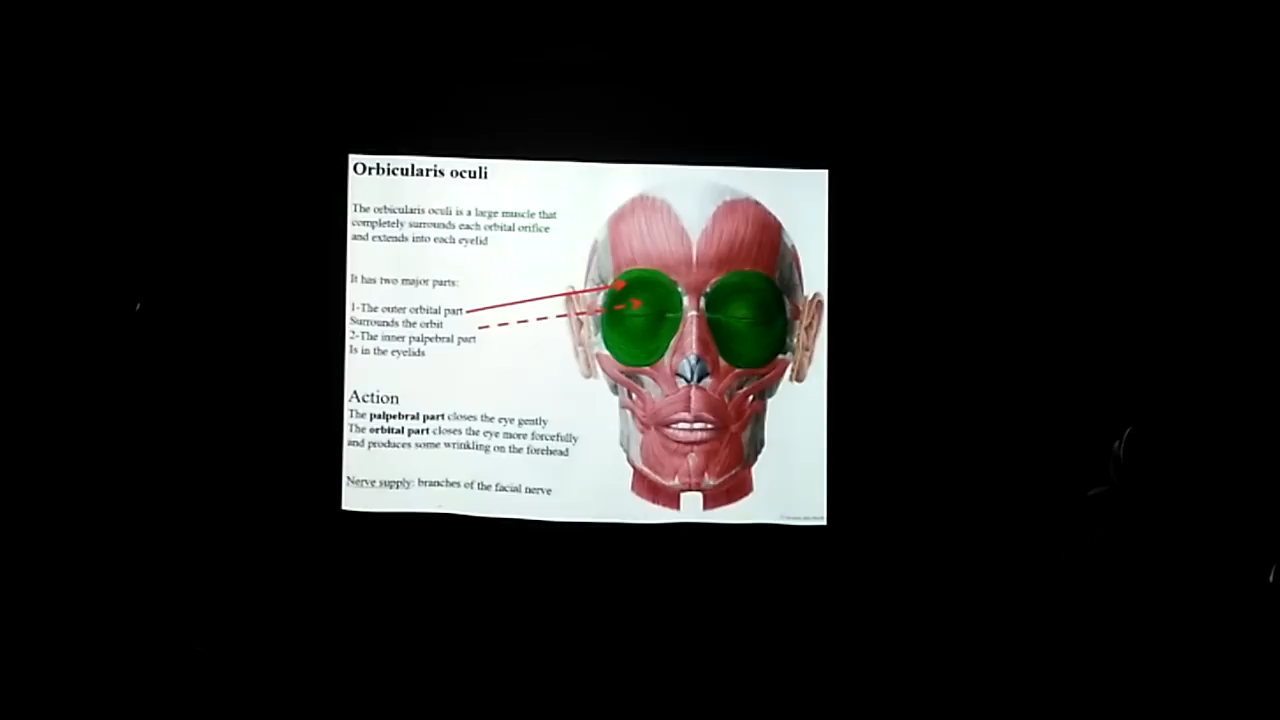 Orbicularis oculi
The orbicularis oculi is a large muscle that
completely surrounds each orbital orifice
and extends into each eyelid
It has two major parts:
1-The outer orbital part
Surrounds the orbit
2-The inner palpebral part
Is in the eyelids
Action
The palpebral part closes the eye gently
The orbital part closes the eye more forcefully
and produces some wrinkling on the forehead
Nerve supply: branches of the facial nerve